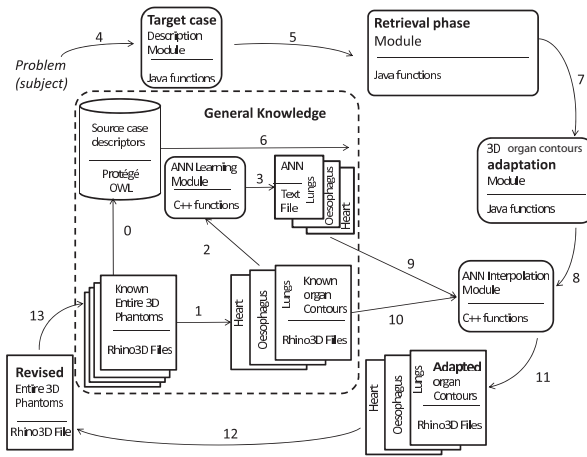 4
Target case
Description
Module
Java functions
5
Retrieval phase
Module
Java functions
Problem
(subject)
7
General Knowledge
Source case
descriptors
Protégé
OWL
6
ANN Learning
Module
C++ functions
3
ANN
Text
File
Lungs
Oesophagus
Heart
3D organ contours
adaptation
Module
Java functions
0
2
9
8
Known
Entire 3D
Phantoms
Rhino3D Files
1
Heart
Oesophagus
Lungs
Known
organ
Contours
Rhino3D Files
10
ANN Interpolation
Module
C++ functions
13
11
Revised
Entire 3D
Phantoms
Rhino3D File
12
Heart
Oesophagus
Lungs
Adapted
organ
Contours
Rhino3D Files